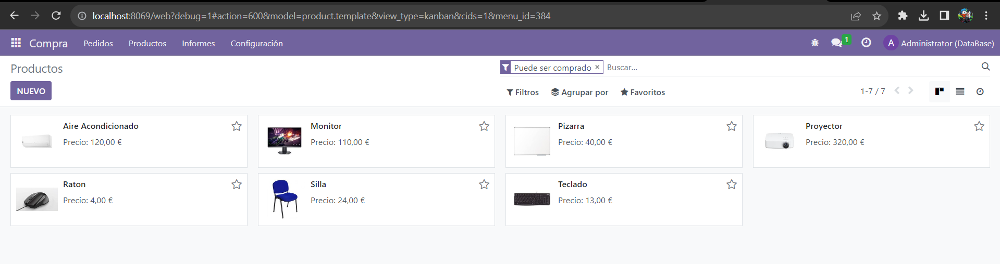 localhost:8069/web?debug=1#action=600&model=product.template&view_type=kanban&cids=1&menu_id=384
Compra Pedidos Productos Informes Configuración 1 A Administrator (DataBase)
Productos Puede ser comprado × Buscar...
NUEVO Filtros Agrupar por Favoritos 1-7 / 7
Aire Acondicionado
Precio: 120,00 €
Monitor
Precio: 110,00 €
Pizarra
Precio: 40,00 €
Proyector
Precio: 320,00 €
Raton
Precio: 4,00 €
Silla
Precio: 24,00 €
Teclado
Precio: 13,00 €